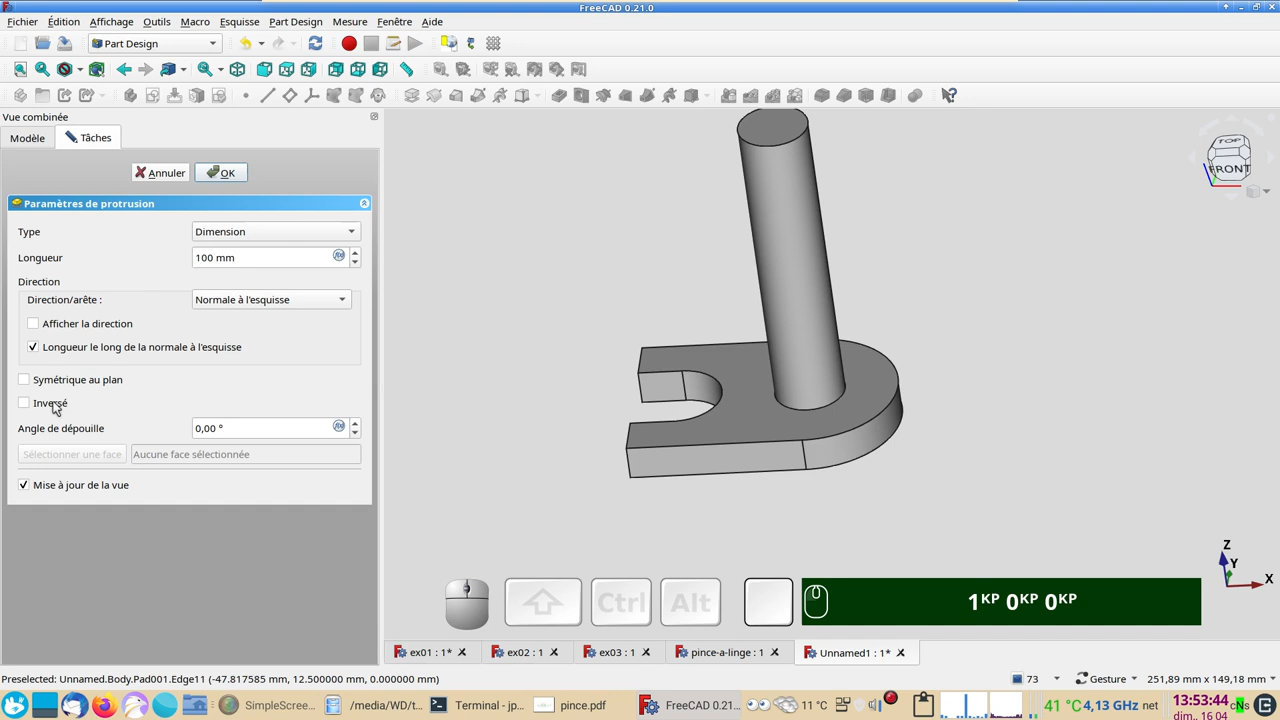 FreeCAD 0.21.0
Fichier Édition Affichage Outils Macro Esquisse Part Design Mesure Fenêtre Aide
Part Design
Vue combinée
Modèle Tâches
Annuler OK
Paramètres de protrusion
Type Dimension
Longueur 100 mm
Direction
Direction/arête : Normale à l'esquisse
Afficher la direction
Longueur le long de la normale à l'esquisse
Symétrique au plan
Inversé
Angle de dépouille 0,00 °
Sélectionner une face Aucune face sélectionnée
Mise à jour de la vue
TOP
FRONT
Z
Y
X
Ctrl Alt 1KP 0KP 0KP
ex01 : 1* ex02 : 1 ex03 : 1 pince-a-linge : 1 Unnamed1 : 1*
Preselected: Unnamed.Body.Pad001.Edge11 (-47.817585 mm, 12.500000 mm, 0.000000 mm) 73 Gesture 251,89 mm x 149,18 mm
SimpleScree... /media/WD/t... Terminal - jp... pince.pdf FreeCAD 0.21... 11 °C 41 °C 4,13 GHz net 13:53:44
dim.. 16 04